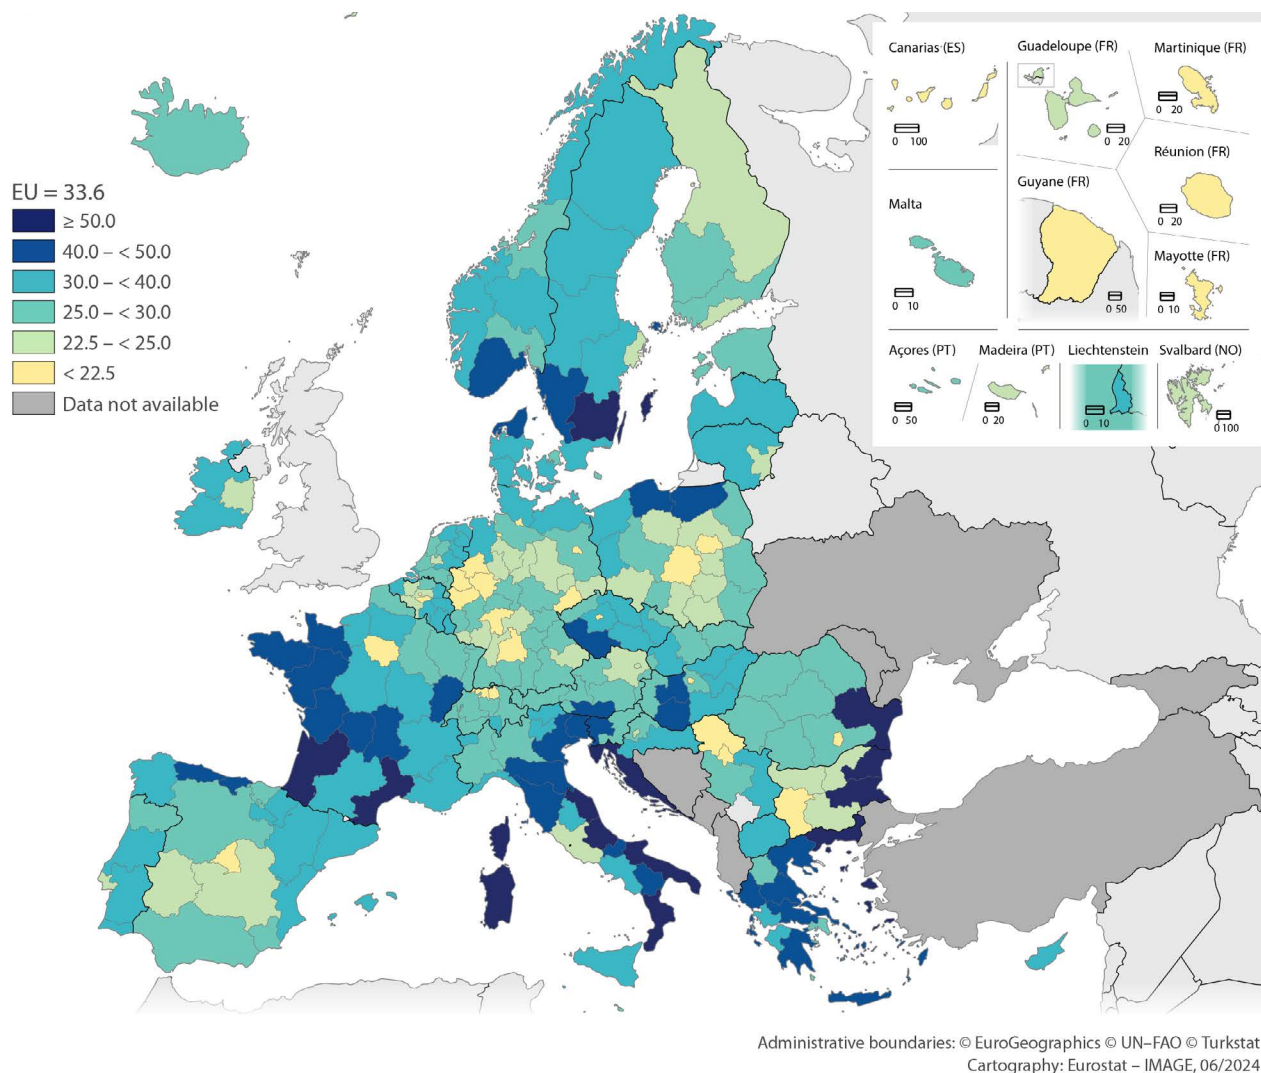 EU = 33.6
≥ 50.0
40.0 – < 50.0
30.0 – < 40.0
25.0 – < 30.0
22.5 – < 25.0
< 22.5
Data not available
Canarias (ES)
0 100
Guadeloupe (FR)
0 20
Martinique (FR)
0 20
Malta
0 10
Guyane (FR)
0 50
Réunion (FR)
0 20
Mayotte (FR)
0 10
Açores (PT)
0 50
Madeira (PT)
0 20
Liechtenstein
0 10
Svalbard (NO)
0 100
Administrative boundaries: © EuroGeographics © UN–FAO © Turkstat
Cartography: Eurostat – IMAGE, 06/2024